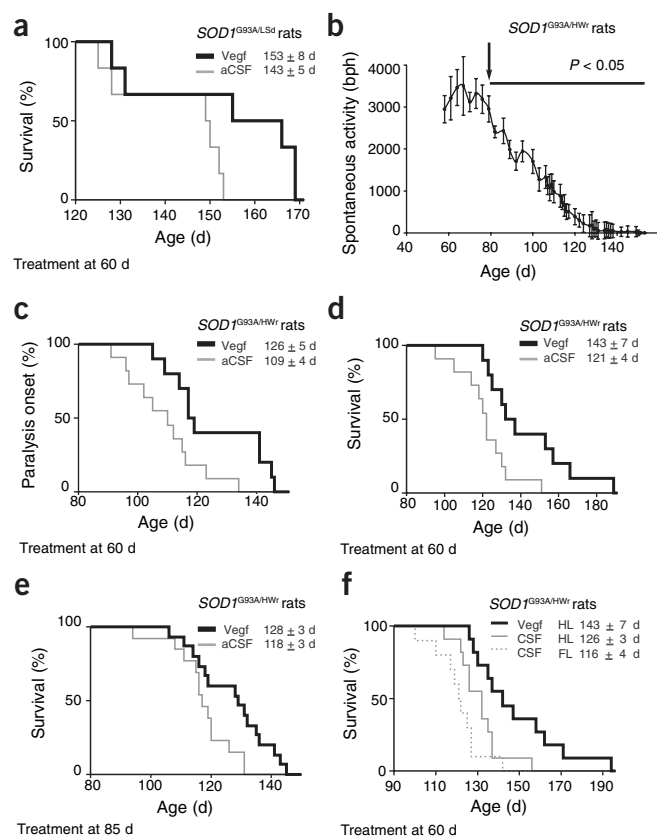 a
SOD1G93A/LSd rats
Vegf 153 ± 8 d
aCSF 143 ± 5 d
Survival (%)
100
50
0
120 130 140 150 160 170
Age (d)
Treatment at 60 d
b
SOD1G93A/HWr rats
P < 0.05
Spontaneous activity (bph)
4000
3000
2000
1000
0
40 60 80 100 120 140
Age (d)
c
SOD1G93A/HWr rats
Vegf 126 ± 5 d
aCSF 109 ± 4 d
Paralysis onset (%)
100
50
0
80 100 120 140
Age (d)
Treatment at 60 d
d
SOD1G93A/HWr rats
Vegf 143 ± 7 d
aCSF 121 ± 4 d
Survival (%)
100
50
0
80 100 120 140 160 180
Age (d)
Treatment at 60 d
e
SOD1G93A/HWr rats
Vegf 128 ± 3 d
aCSF 118 ± 3 d
Survival (%)
100
50
0
80 100 120 140
Age (d)
Treatment at 85 d
f
SOD1G93A/HWr rats
Vegf HL 143 ± 7 d
CSF HL 126 ± 3 d
CSF FL 116 ± 4 d
Survival (%)
100
50
0
90 110 130 150 171 190
Age (d)
Treatment at 60 d